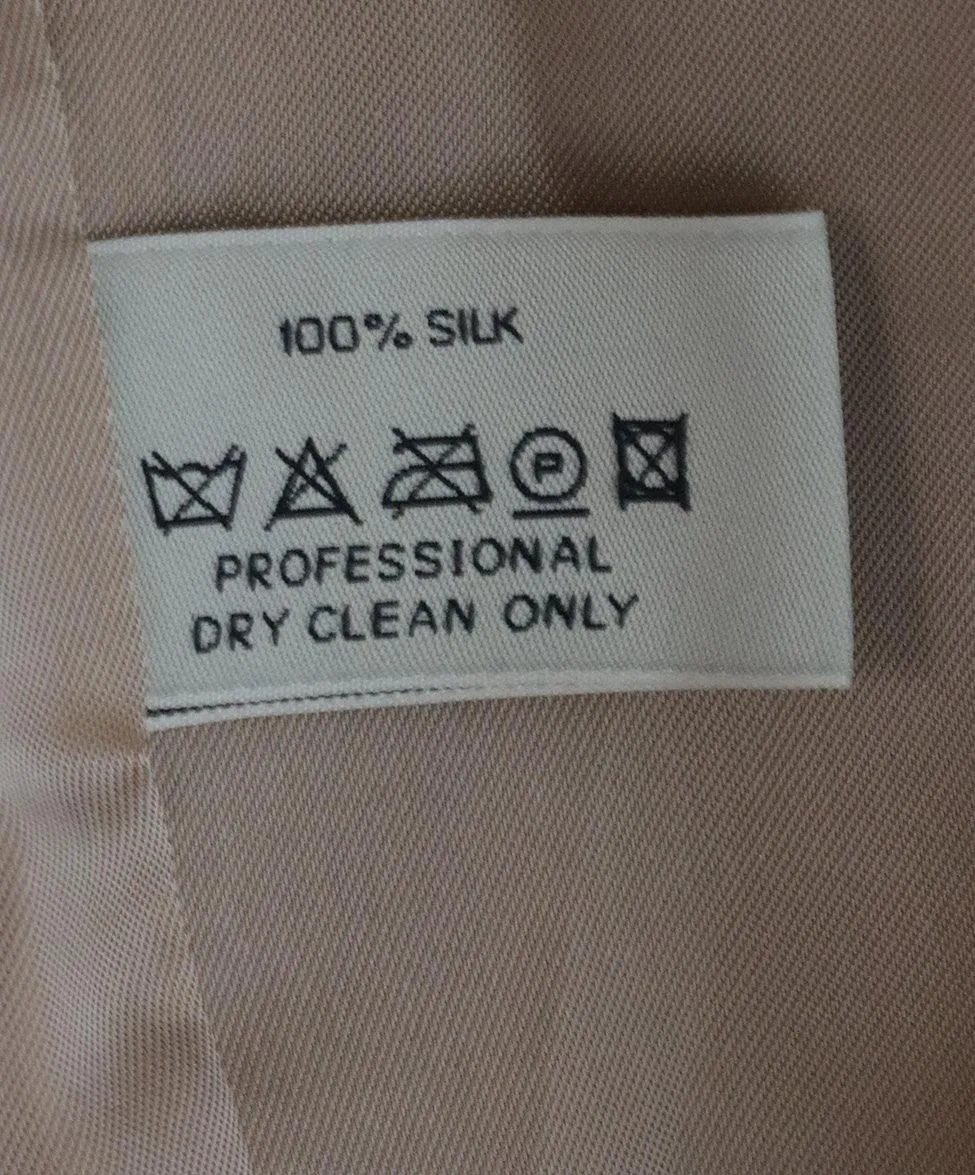 100% SILK
P
PROFESSIONAL
DRY CLEAN ONLY